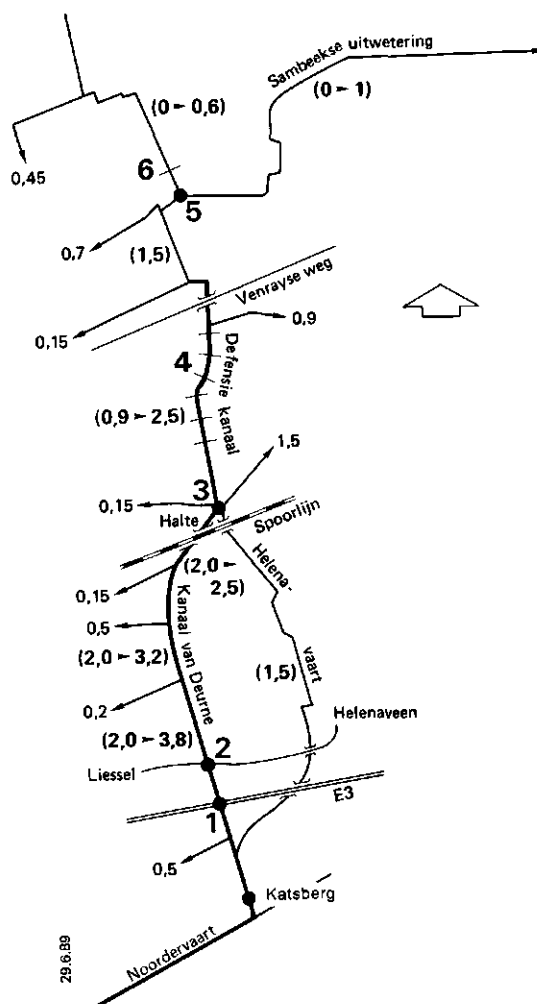 Sambeekse uitwetering
(0 ► 1)
(0 ► 0,6)
6
0,45
5
0,7
(1,5)
Venrayse weg
0,15
0,9
4
Defensie kanaal
(0,9 ► 2,5)
1,5
3
0,15
Halte
Spoorlijn
Helena-
(2,0 ►
2,5)
0,15
0,5
Kanaal van Deurne
(2,0 ► 3,2)
vaart
(1,5)
0,2
Helenaveen
(2,0 ► 3,8)
2
Liessel
E3
1
0,5
Katsberg
Noordervaart
29.6.89